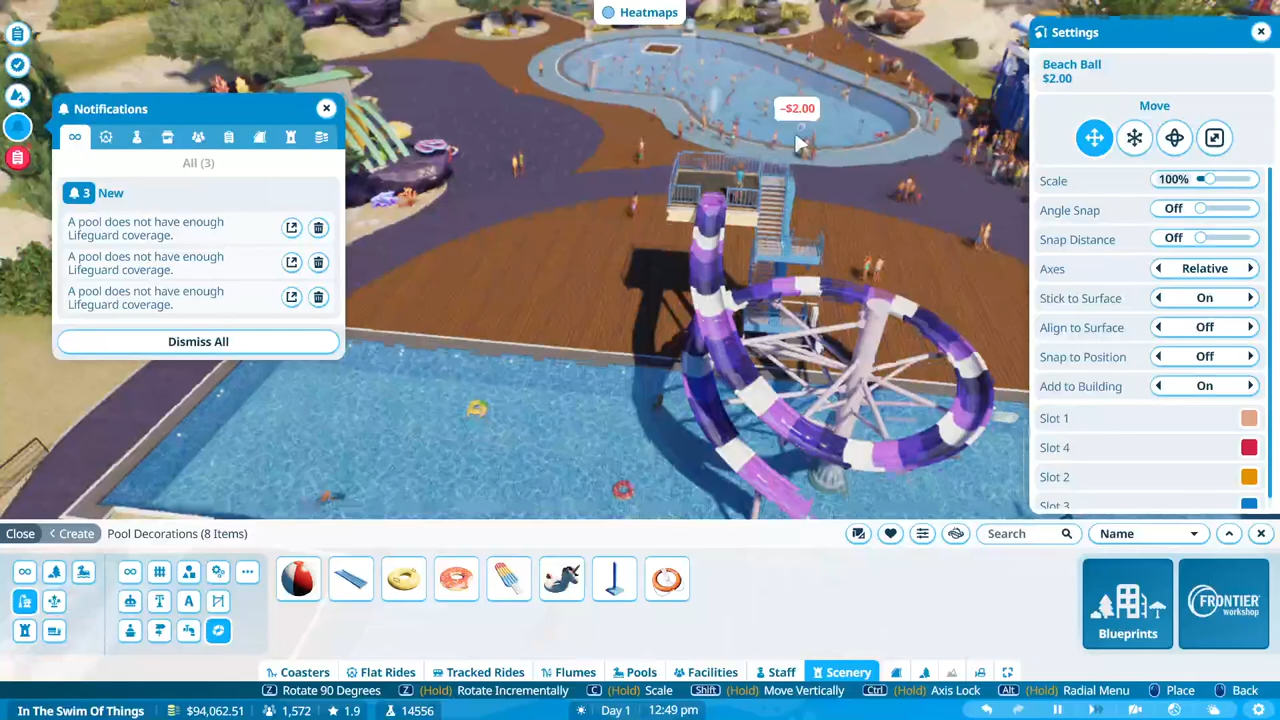 Heatmaps
Settings
Beach Ball
$2.00
Move
Scale 100%
Angle Snap Off
Snap Distance Off
Axes Relative
Stick to Surface On
Align to Surface Off
Snap to Position Off
Add to Building On
Slot 1
Slot 4
Slot 2
Slot 3
Notifications
All (3)
3 New
A pool does not have enough
Lifeguard coverage.
A pool does not have enough
Lifeguard coverage.
A pool does not have enough
Lifeguard coverage.
Dismiss All
–$2.00
Close Create Pool Decorations (8 Items) Search Name
A
Blueprints
FRONTIER
workshop
Coasters Flat Rides Tracked Rides Flumes Pools Facilities Staff Scenery
Z Rotate 90 Degrees Z (Hold) Rotate Incrementally C (Hold) Scale Shift (Hold) Move Vertically Ctrl (Hold) Axis Lock Alt (Hold) Radial Menu Place Back
In The Swim Of Things $94,062.51 1,572 1.9 14556 Day 1 12:49 pm